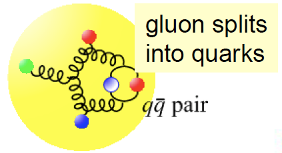 gluon splits
into quarks
qq̄ pair